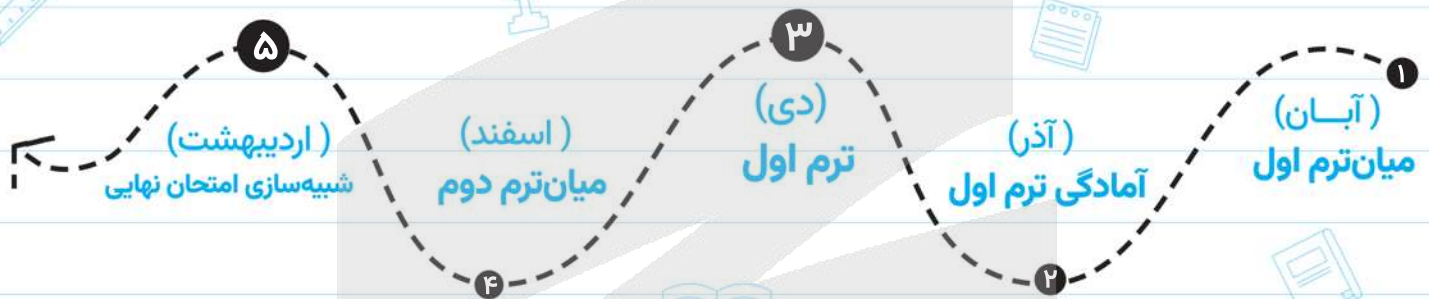 ۱
( آبـــان)
میان‌ترم اول
۲
( آذر)
آمادگی ترم اول
۳
(دی)
ترم اول
۴
( اسفند)
میان‌ترم دوم
۵
( اردیبهشت)
شبیه‌سازی امتحان نهایی